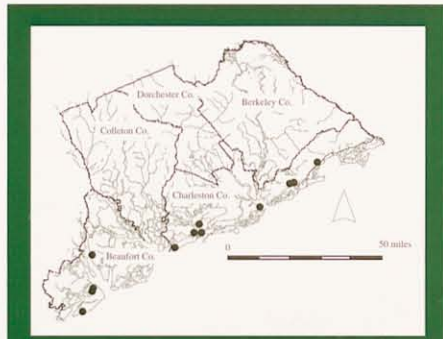 Dorchester Co.
Berkeley Co.
Colleton Co.
Charleston Co.
Beaufort Co.
0
50 miles